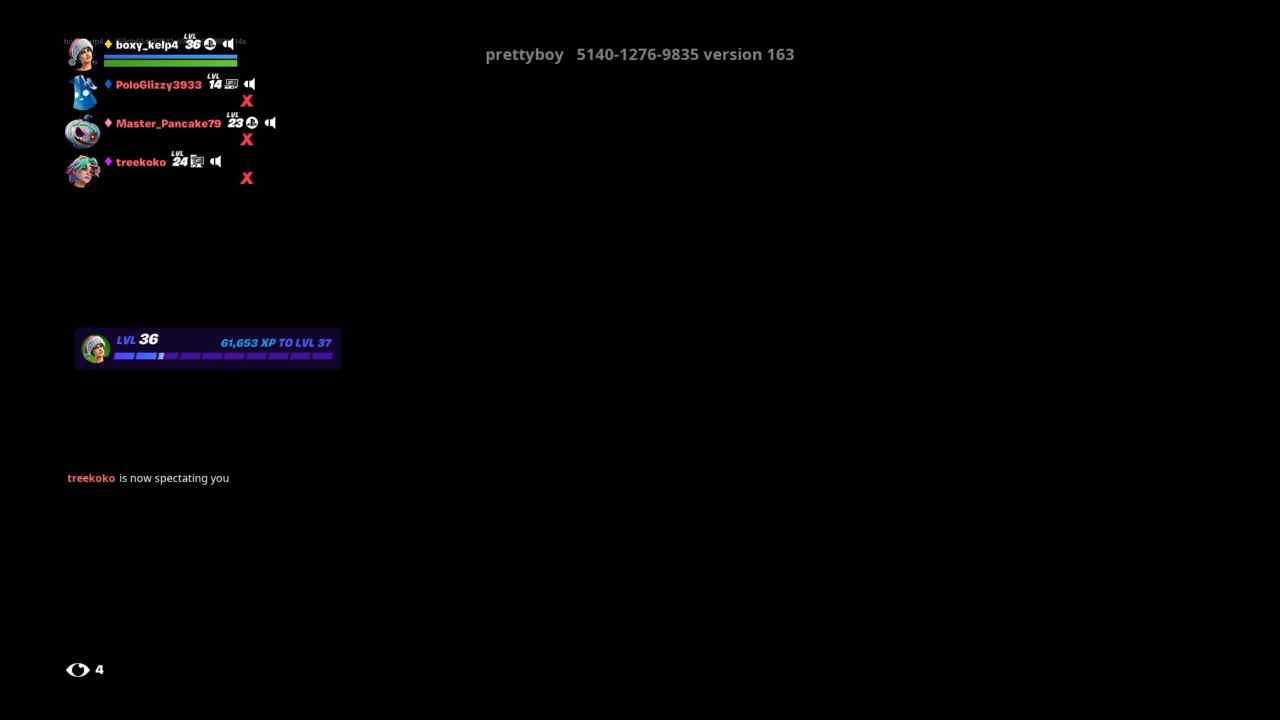 boxy_kelp4 LVL 36
prettyboy 5140-1276-9835 version 163
PoloGlizzy3933 LVL 14
X
Master_Pancake79 LVL 23
X
treekoko LVL 24
X
LVL 36 61,653 XP TO LVL 37
treekoko is now spectating you
4